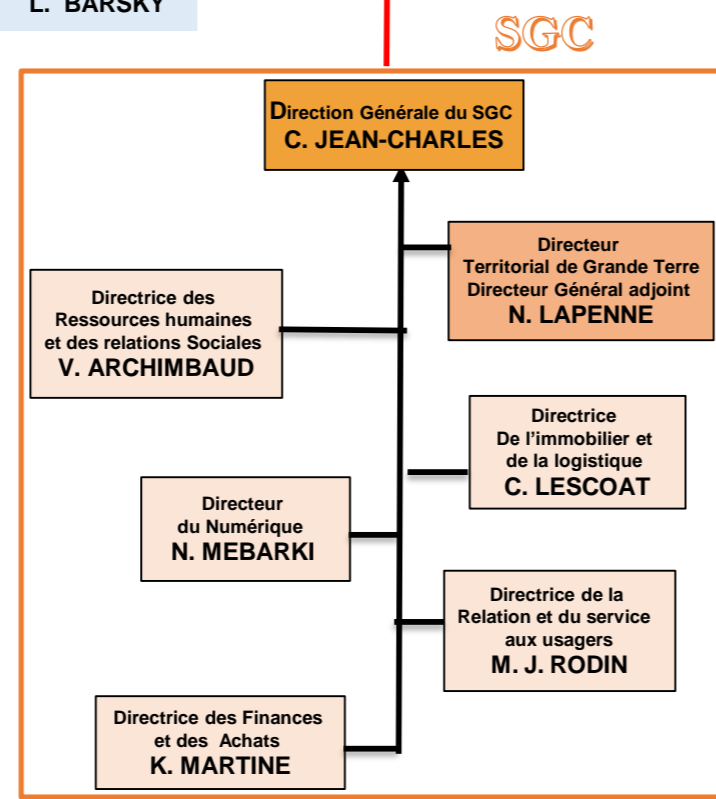 L. BARSKY
SGC
Direction Générale du SGC
C. JEAN-CHARLES
Directeur
Territorial de Grande Terre
Directeur Général adjoint
N. LAPENNE
Directrice des
Ressources humaines
et des relations Sociales
V. ARCHIMBAUD
Directrice
De l'immobilier et
de la logistique
C. LESCOAT
Directeur
du Numérique
N. MEBARKI
Directrice de la
Relation et du service
aux usagers
M. J. RODIN
Directrice des Finances
et des Achats
K. MARTINE